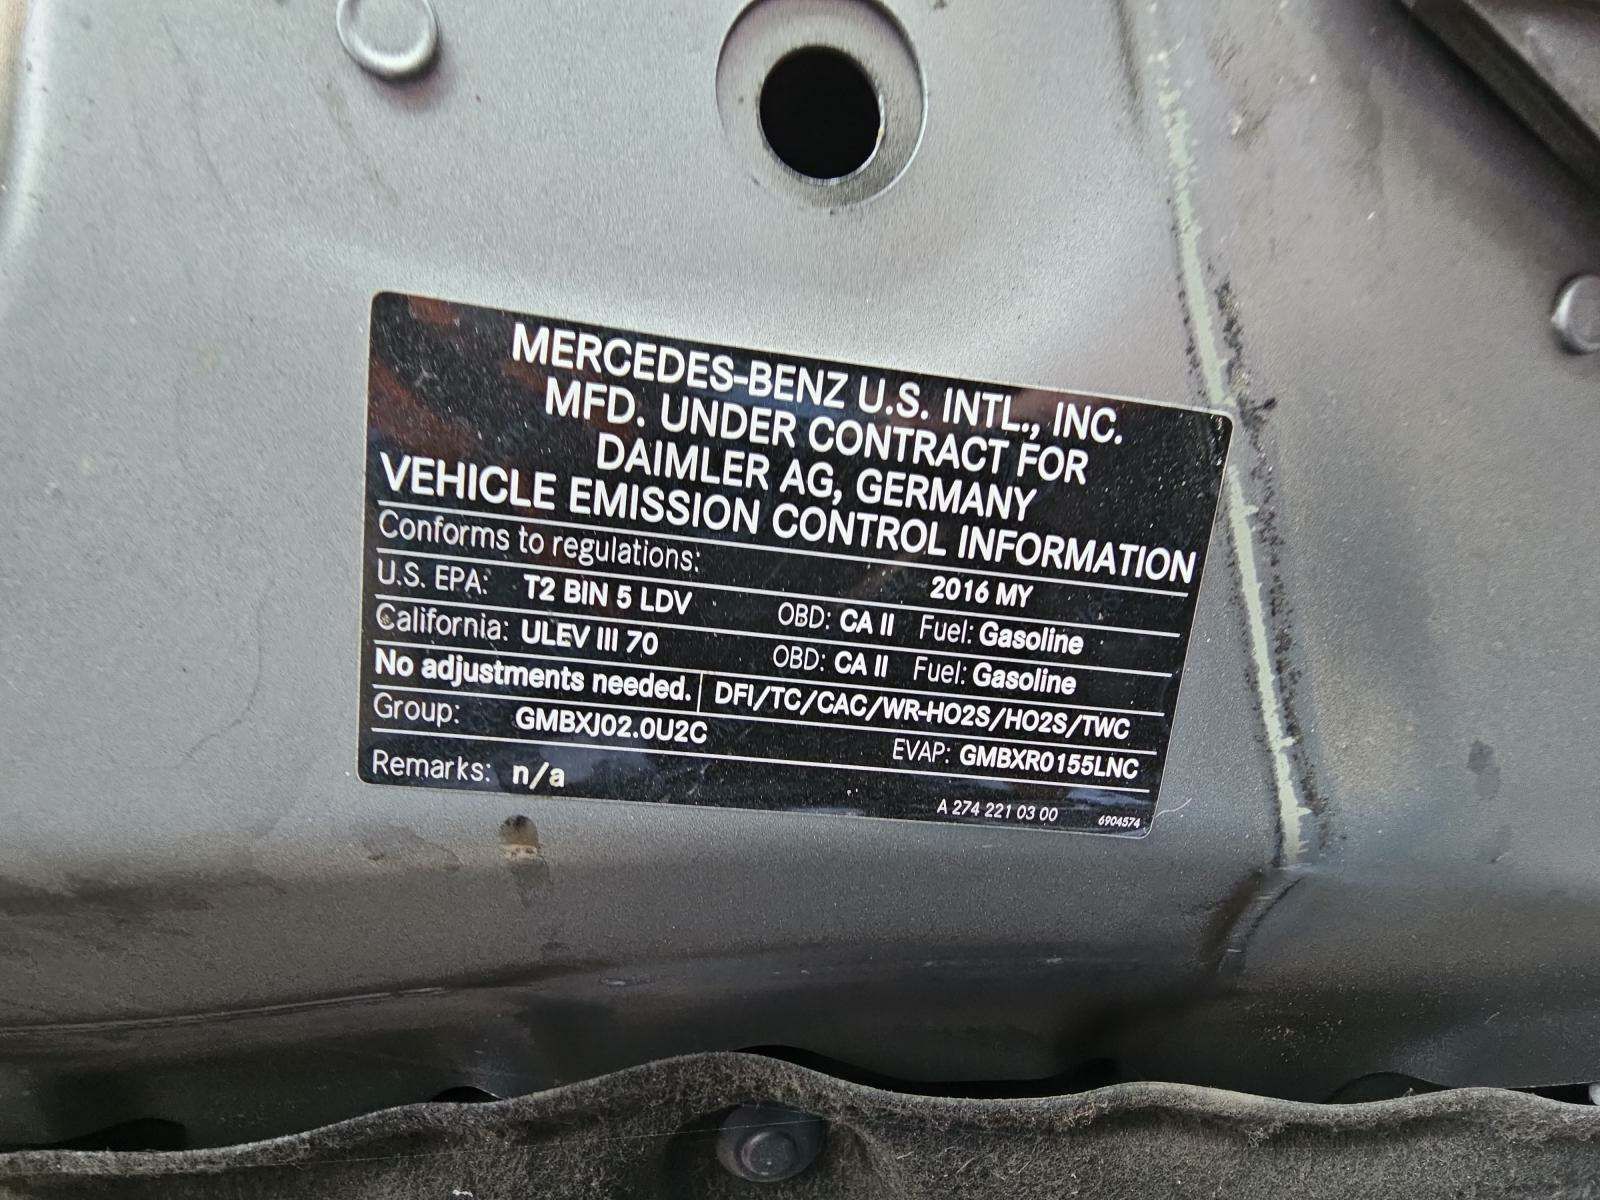 MERCEDES-BENZ U.S. INTL., INC.
MFD. UNDER CONTRACT FOR
DAIMLER AG, GERMANY
VEHICLE EMISSION CONTROL INFORMATION
Conforms to regulations: 2016 MY
U.S. EPA: T2 BIN 5 LDV OBD: CA II Fuel: Gasoline
California: ULEV III 70 OBD: CA II Fuel: Gasoline
No adjustments needed. DFI/TC/CAC/WR-HO2S/HO2S/TWC
Group: GMBXJ02.0U2C EVAP: GMBXR0155LNC
Remarks: n/a
A 274 221 03 00 6904574